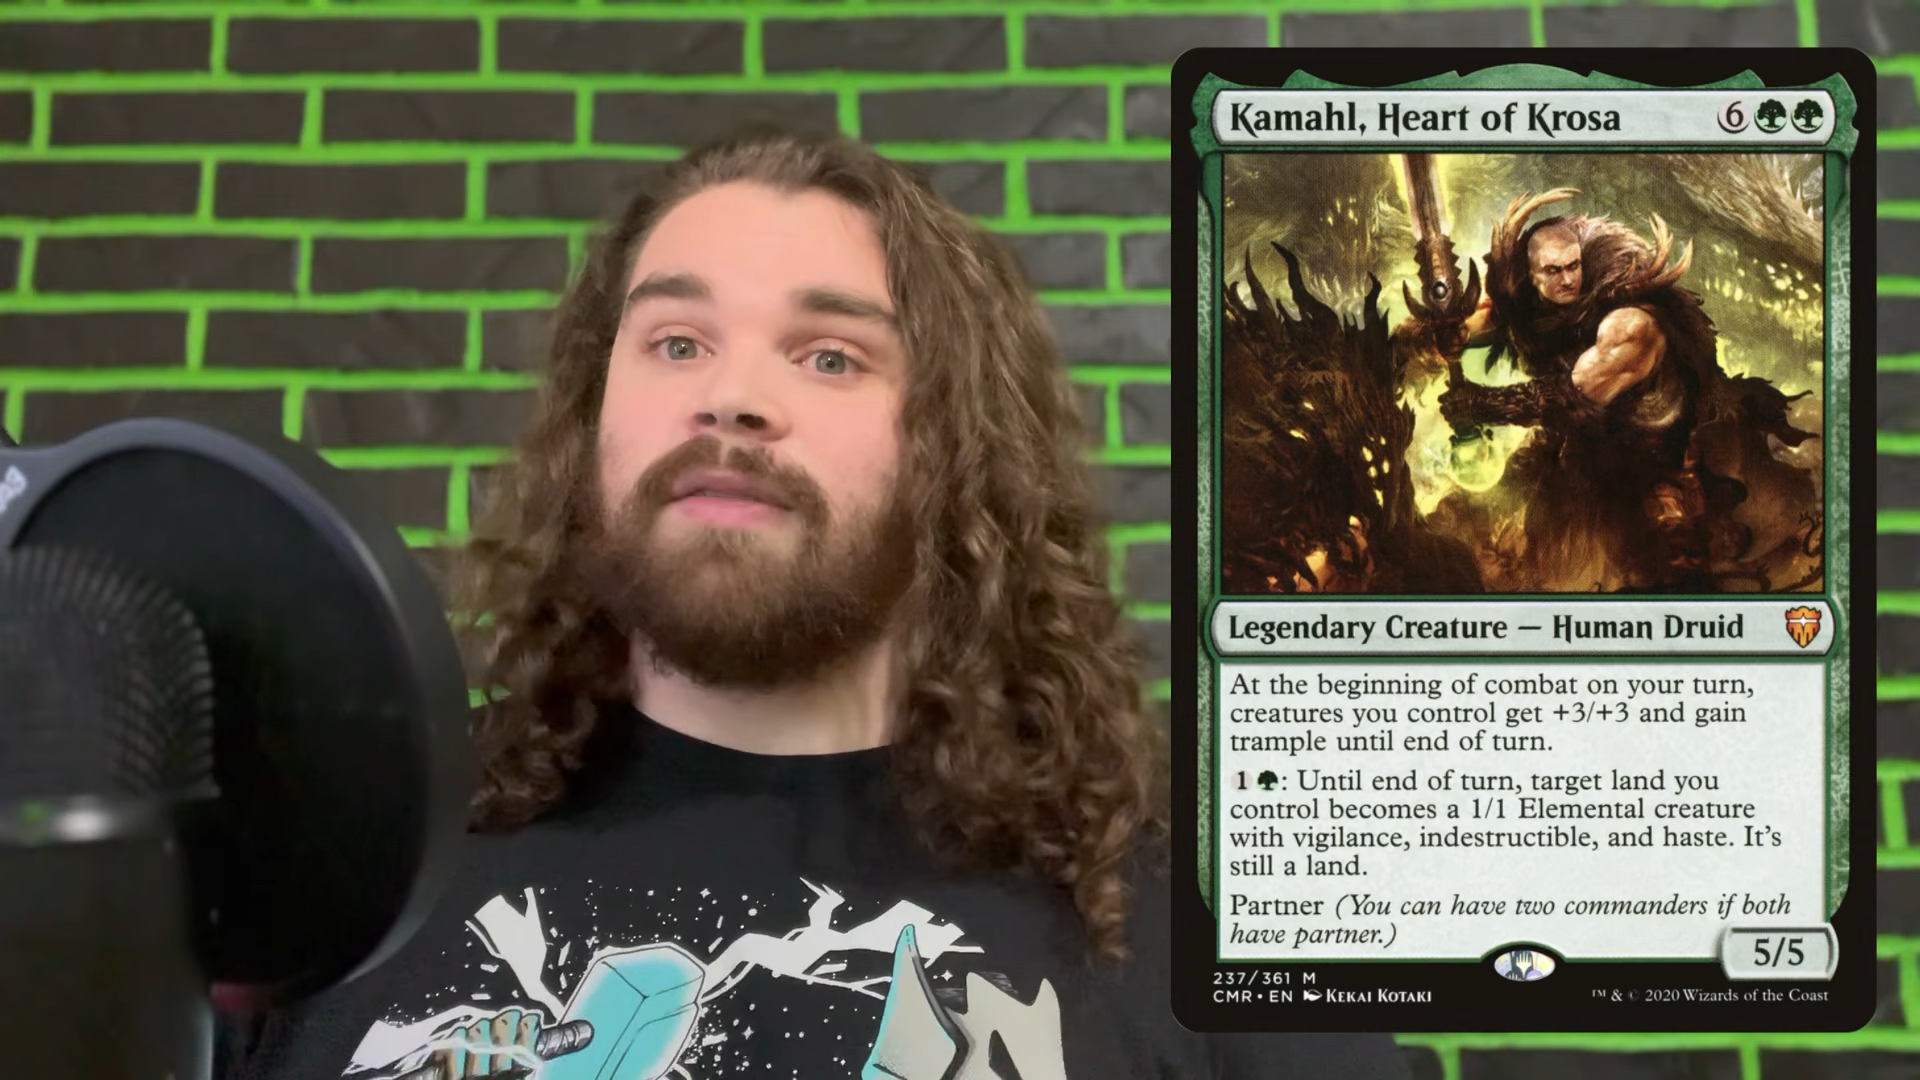 Kamahl, Heart of Krosa 6
Legendary Creature — Human Druid
At the beginning of combat on your turn,
creatures you control get +3/+3 and gain
trample until end of turn.
1 : Until end of turn, target land you
control becomes a 1/1 Elemental creature
with vigilance, indestructible, and haste. It's
still a land.
Partner (You can have two commanders if both
have partner.)
5/5
237/361 M
CMR • EN Kekai Kotaki
™ & © 2020 Wizards of the Coast